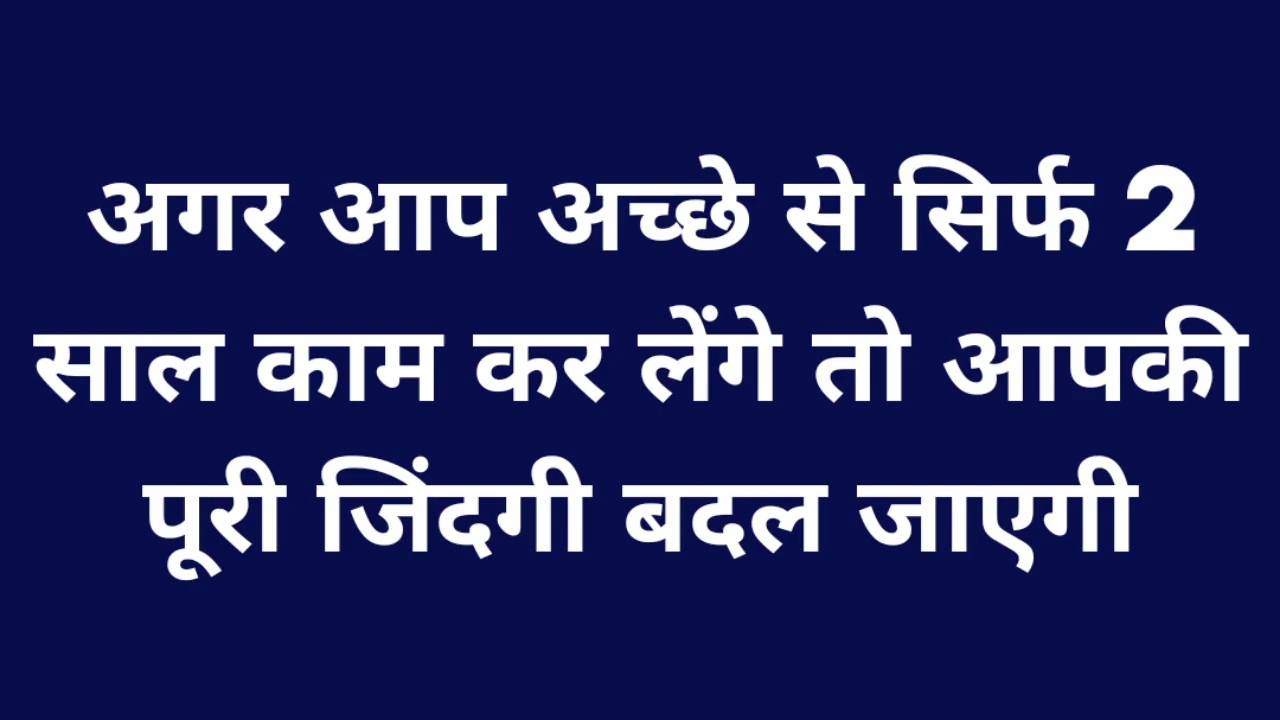 अगर आप अच्छे से सिर्फ 2
साल काम कर लेंगे तो आपकी
पूरी जिंदगी बदल जाएगी